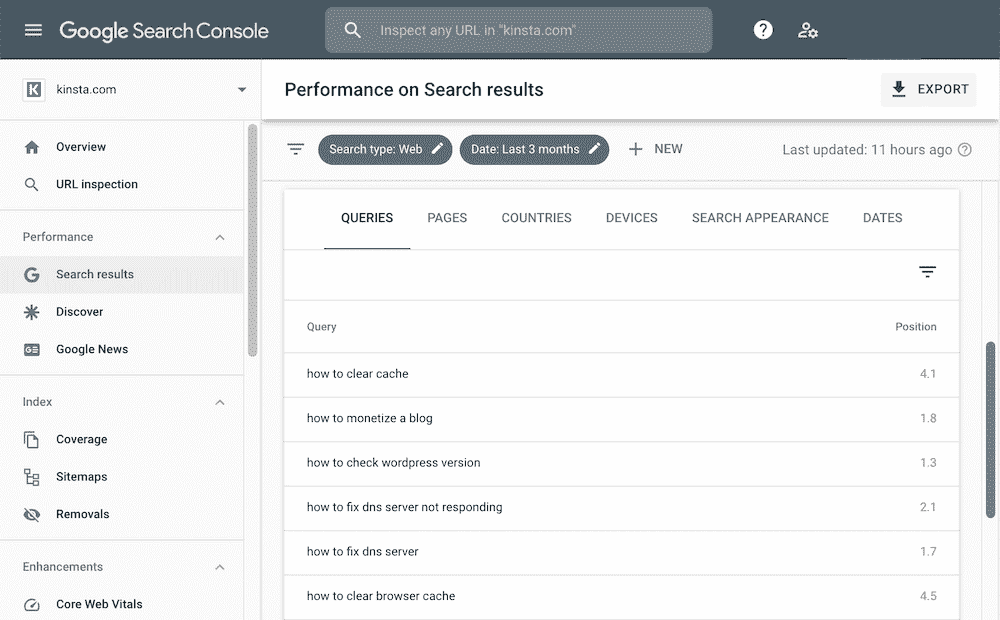 Google Search Console
Inspect any URL in "kinsta.com"
?
K
kinsta.com
Overview
URL inspection
Performance
G
Search results
Discover
GE
Google News
Index
Coverage
Sitemaps
Removals
Enhancements
Core Web Vitals
Performance on Search results
EXPORT
Search type: Web
Date: Last 3 months
+ NEW
Last updated: 11 hours ago ?
QUERIES PAGES COUNTRIES DEVICES SEARCH APPEARANCE DATES
Query Position
how to clear cache 4.1
how to monetize a blog 1.8
how to check wordpress version 1.3
how to fix dns server not responding 2.1
how to fix dns server 1.7
how to clear browser cache 4.5